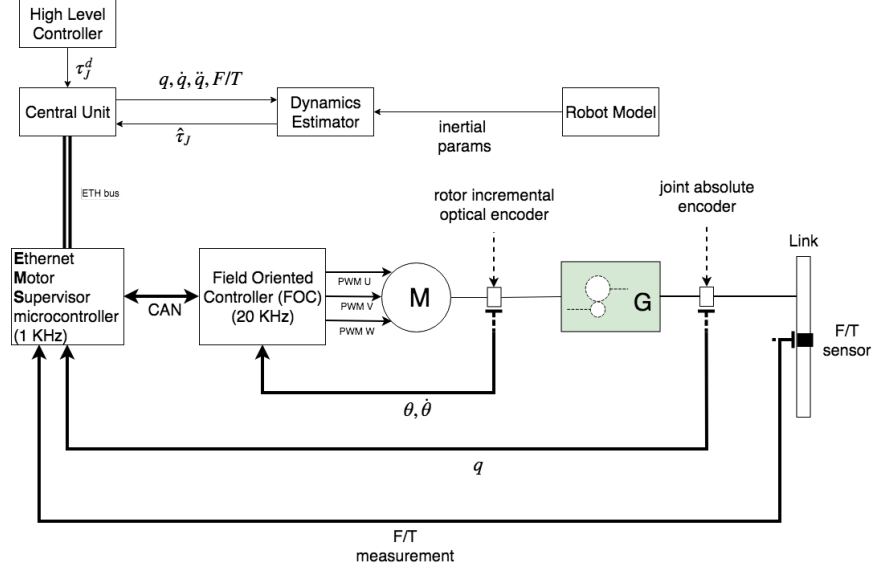 High Level
Controller
τ_J^d
q, q̇, q̈, F/T
Central Unit
Dynamics
Estimator
Robot Model
τ̂_J
inertial
params
ETH bus
rotor incremental
optical encoder
joint absolute
encoder
Link
Ethernet
Motor
Supervisor
microcontroller
(1 KHz)
CAN
Field Oriented
Controller (FOC)
(20 KHz)
PWM U
PWM V
PWM W
M
G
F/T
sensor
θ, θ̇
q
F/T
measurement